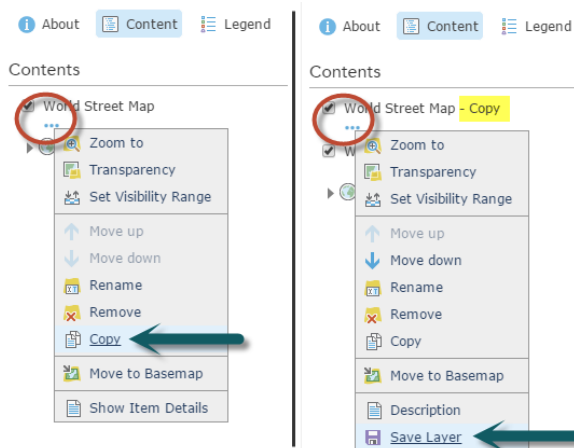 About Content Legend
Contents
World Street Map
Zoom to
Transparency
Set Visibility Range
Move up
Move down
Rename
Remove
Copy
Move to Basemap
Show Item Details
About Content Legend
Contents
World Street Map - Copy
W
Zoom to
Transparency
Set Visibility Range
Move up
Move down
Rename
Remove
Copy
Move to Basemap
Description
Save Layer